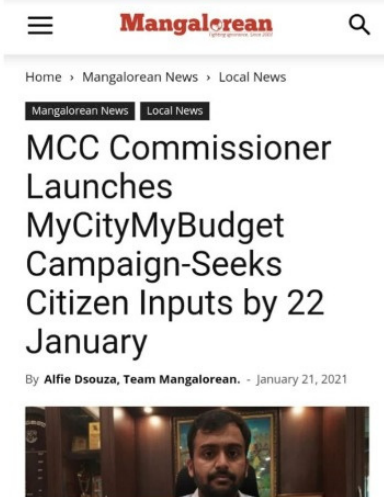 Mangalorean
Home › Mangalorean News › Local News
Mangalorean News Local News
MCC Commissioner
Launches
MyCityMyBudget
Campaign-Seeks
Citizen Inputs by 22
January
By Alfie Dsouza, Team Mangalorean. - January 21, 2021